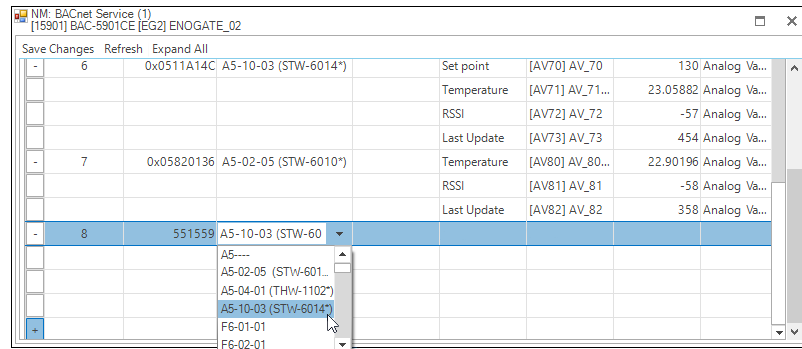 NM: BACnet Service (1)
[15901] BAC-5901CE [EG2] ENOGATE_02
Save Changes Refresh Expand All
- 6 0x0511A14C A5-10-03 (STW-6014*) Set point [AV70] AV_70 130 Analog Va...
Temperature [AV71] AV_71... 23.05882 Analog Va...
RSSI [AV72] AV_72 -57 Analog Va...
Last Update [AV73] AV_73 454 Analog Va...
- 7 0x05820136 A5-02-05 (STW-6010*) Temperature [AV80] AV_80... 22.90196 Analog Va...
RSSI [AV81] AV_81 -58 Analog Va...
Last Update [AV82] AV_82 358 Analog Va...
- 8 551559 A5-10-03 (STW-60
A5----
A5-02-05 (STW-601...
A5-04-01 (THW-1102*)
A5-10-03 (STW-6014*)
F6-01-01
+ F6-02-01